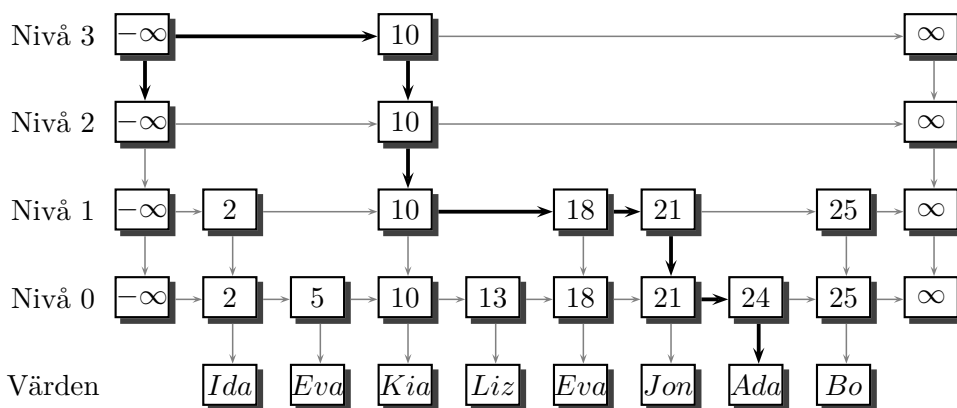 Nivå 3 −∞ 10 ∞
Nivå 2 −∞ 10 ∞
Nivå 1 −∞ 2 10 18 21 25 ∞
Nivå 0 −∞ 2 5 10 13 18 21 24 25 ∞
Värden Ida Eva Kia Liz Eva Jon Ada Bo